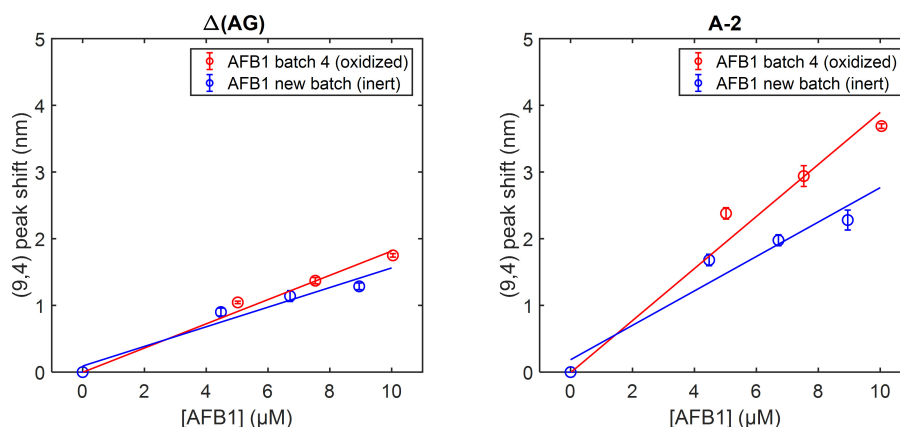 Δ(AG)
5
4
3
2
1
0
(9,4) peak shift (nm)
AFB1 batch 4 (oxidized)
AFB1 new batch (inert)
0 2 4 6 8 10
[AFB1] (µM)
A-2
5
4
3
2
1
0
(9,4) peak shift (nm)
AFB1 batch 4 (oxidized)
AFB1 new batch (inert)
0 2 4 6 8 10
[AFB1] (µM)